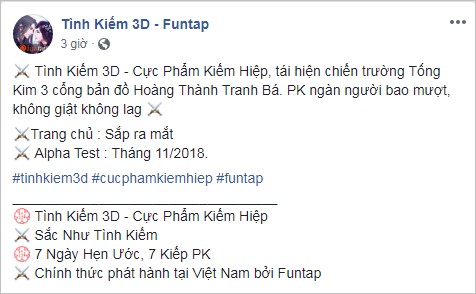 Tình Kiếm 3D - Funtap
3 giờ ·
⚔ Tình Kiếm 3D - Cực Phẩm Kiếm Hiệp, tái hiện chiến trường Tống
Kim 3 cổng bản đồ Hoàng Thành Tranh Bá. PK ngàn người bao mượt,
không giật không lag ⚔
⚔Trang chủ : Sắp ra mắt
⚔ Alpha Test : Tháng 11/2018.
#tinhkiem3d #cucphamkiemhiep #funtap
_________________________________
Tình Kiếm 3D - Cực Phẩm Kiếm Hiệp
⚔ Sắc Như Tình Kiếm
7 Ngày Hẹn Ước, 7 Kiếp PK
⚔ Chính thức phát hành tại Việt Nam bởi Funtap